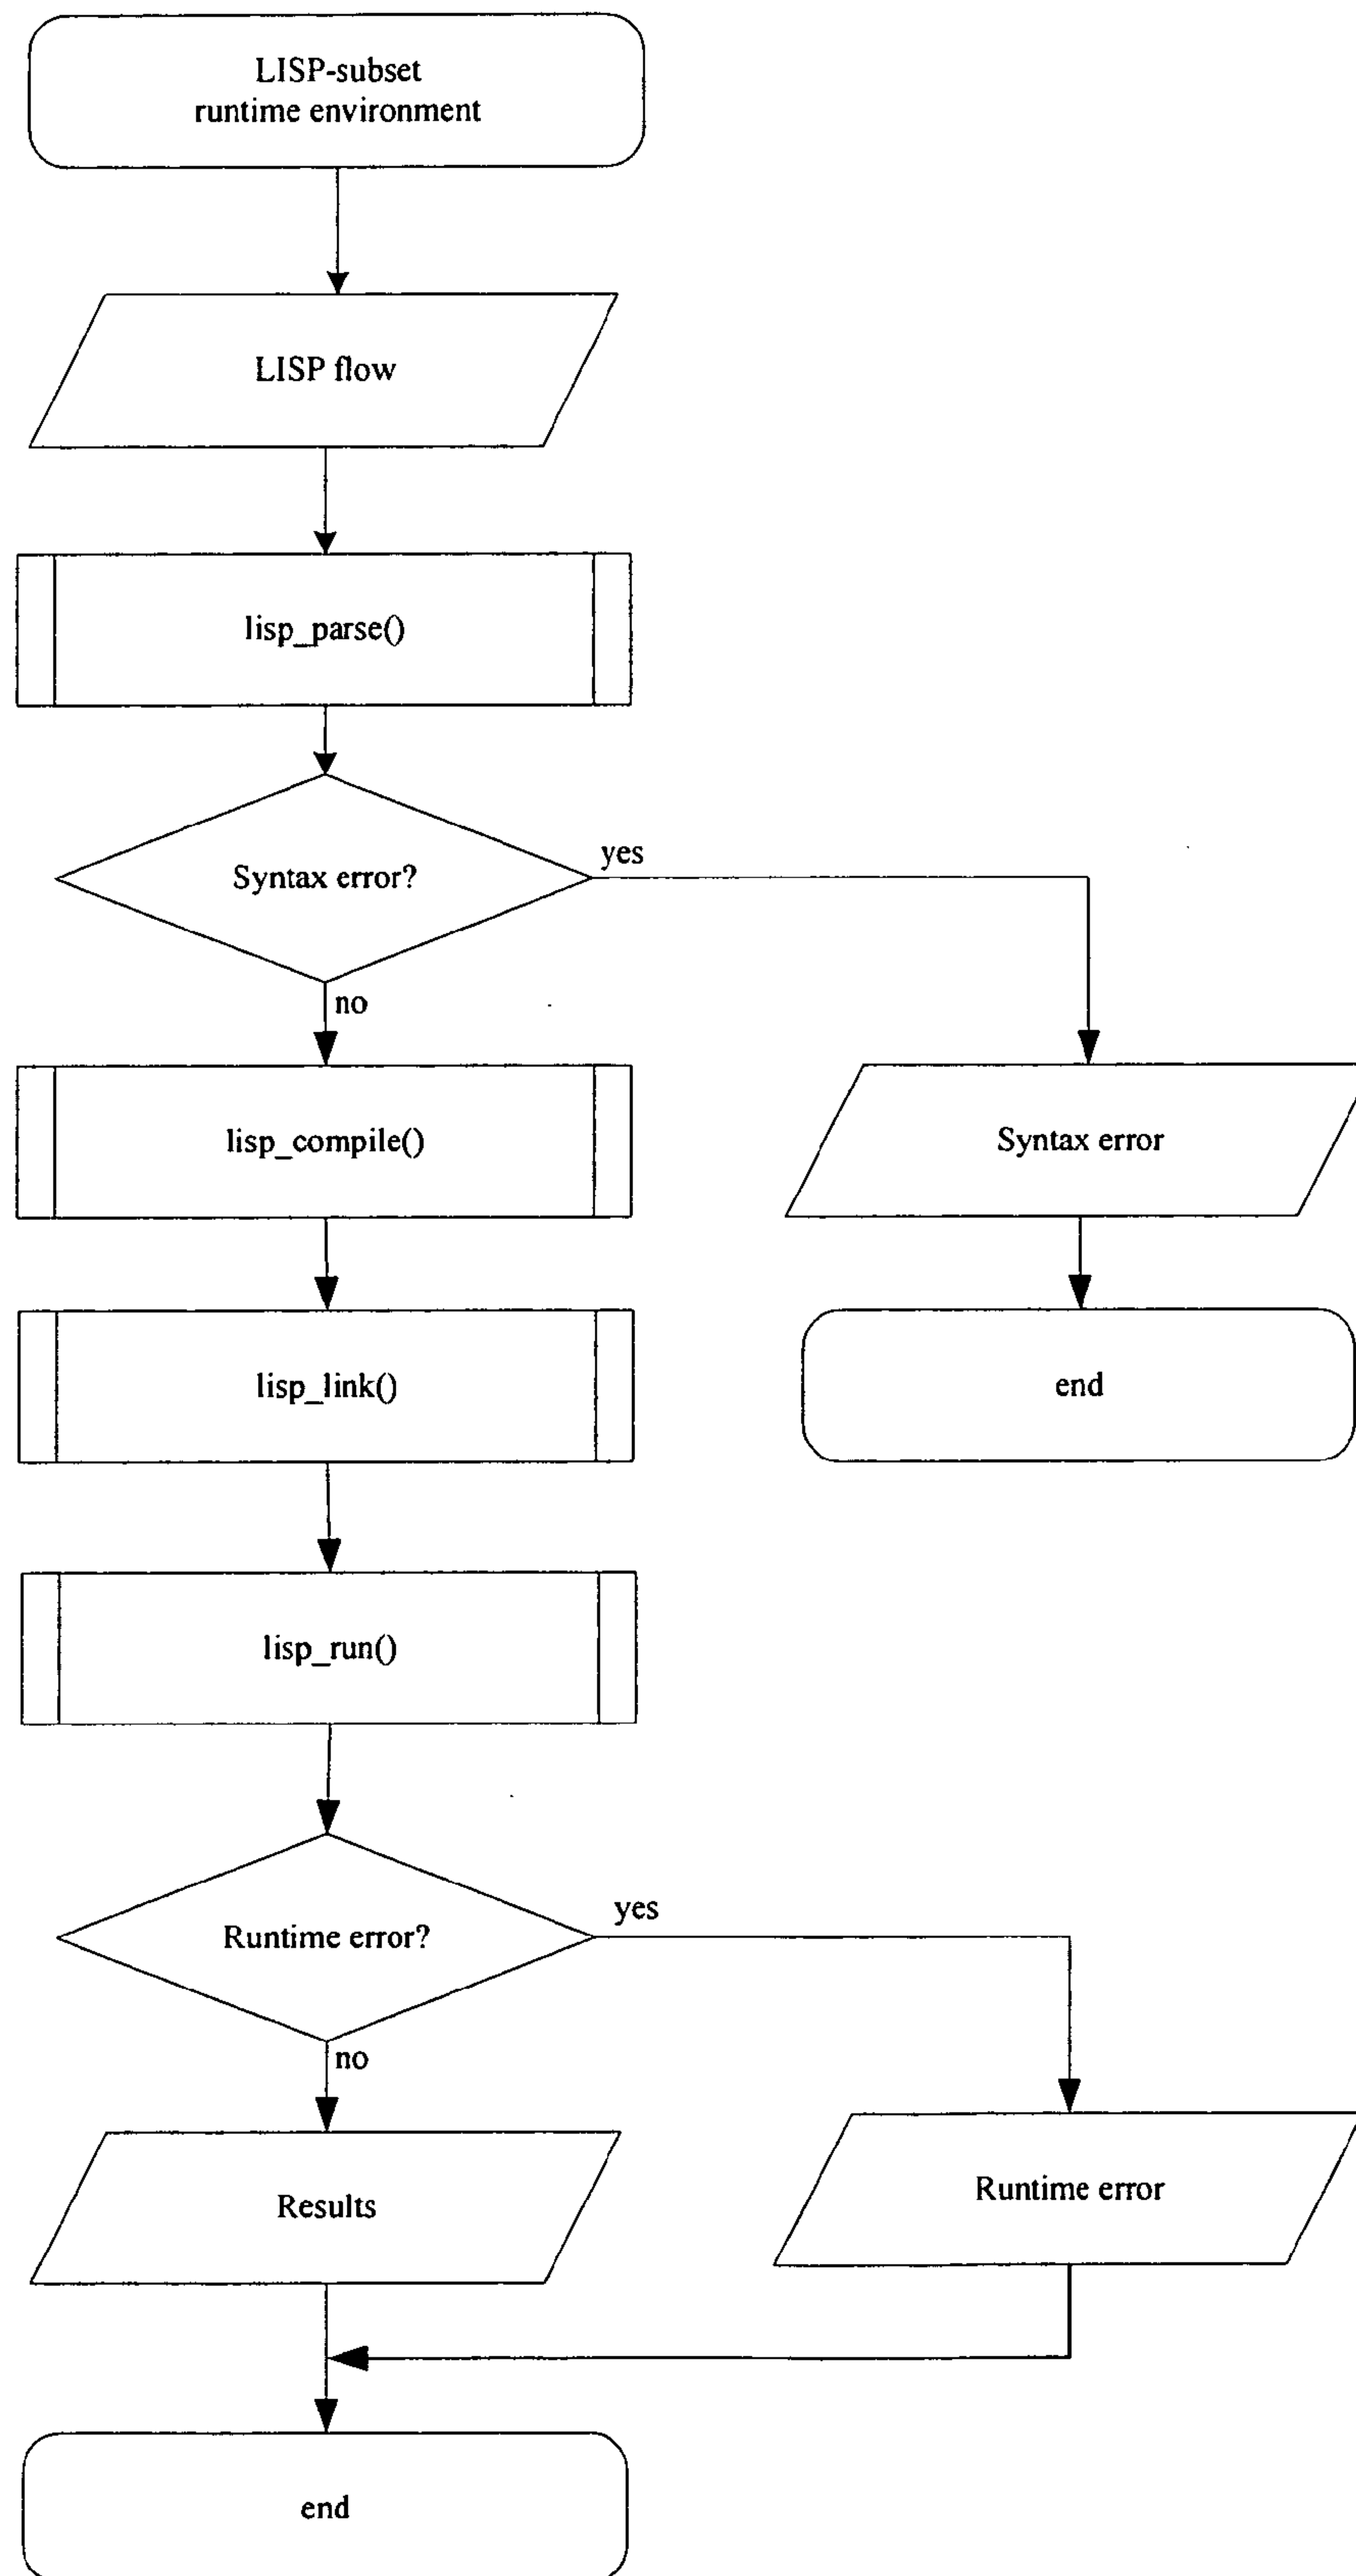 LISP-subset
runtime environment
LISP flow
lisp_parse()
Syntax error?
yes
no
lisp_compile()
Syntax error
lisp_link()
end
lisp_run()
Runtime error?
yes
no
Results
Runtime error
end